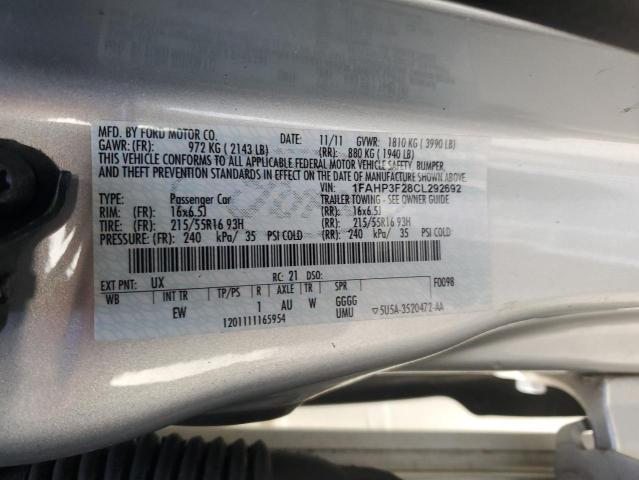 MFD. BY FORD MOTOR CO.
DATE: 11/11 GVWR: 1810 KG ( 3990 LB)
GAWR: (FR): 972 KG ( 2143 LB) (RR): 880 KG ( 1940 LB)
THIS VEHICLE CONFORMS TO ALL APPLICABLE FEDERAL MOTOR VEHICLE SAFETY, BUMPER,
AND THEFT PREVENTION STANDARDS IN EFFECT ON THE DATE OF MANUFACTURE SHOWN ABOVE.
VIN: 1FAHP3F28CL292692
TYPE: Passenger Car TRAILER TOWING - SEE OWNER GUIDE
RIM: (FR): 16x6.5J (RR): 16x6.5J
TIRE: (FR): 215/55R16 93H (RR): 215/55R16 93H
PRESSURE: (FR): 240 kPa/ 35 PSI COLD (RR): 240 kPa/ 35 PSI COLD
EXT PNT: UX RC: 21 DSO: F0098
WB INT TR TP/PS R AXLE TR SPR
EW 1 AU W GGGG
UMU 5U5A-3520472-AA
1201111165954